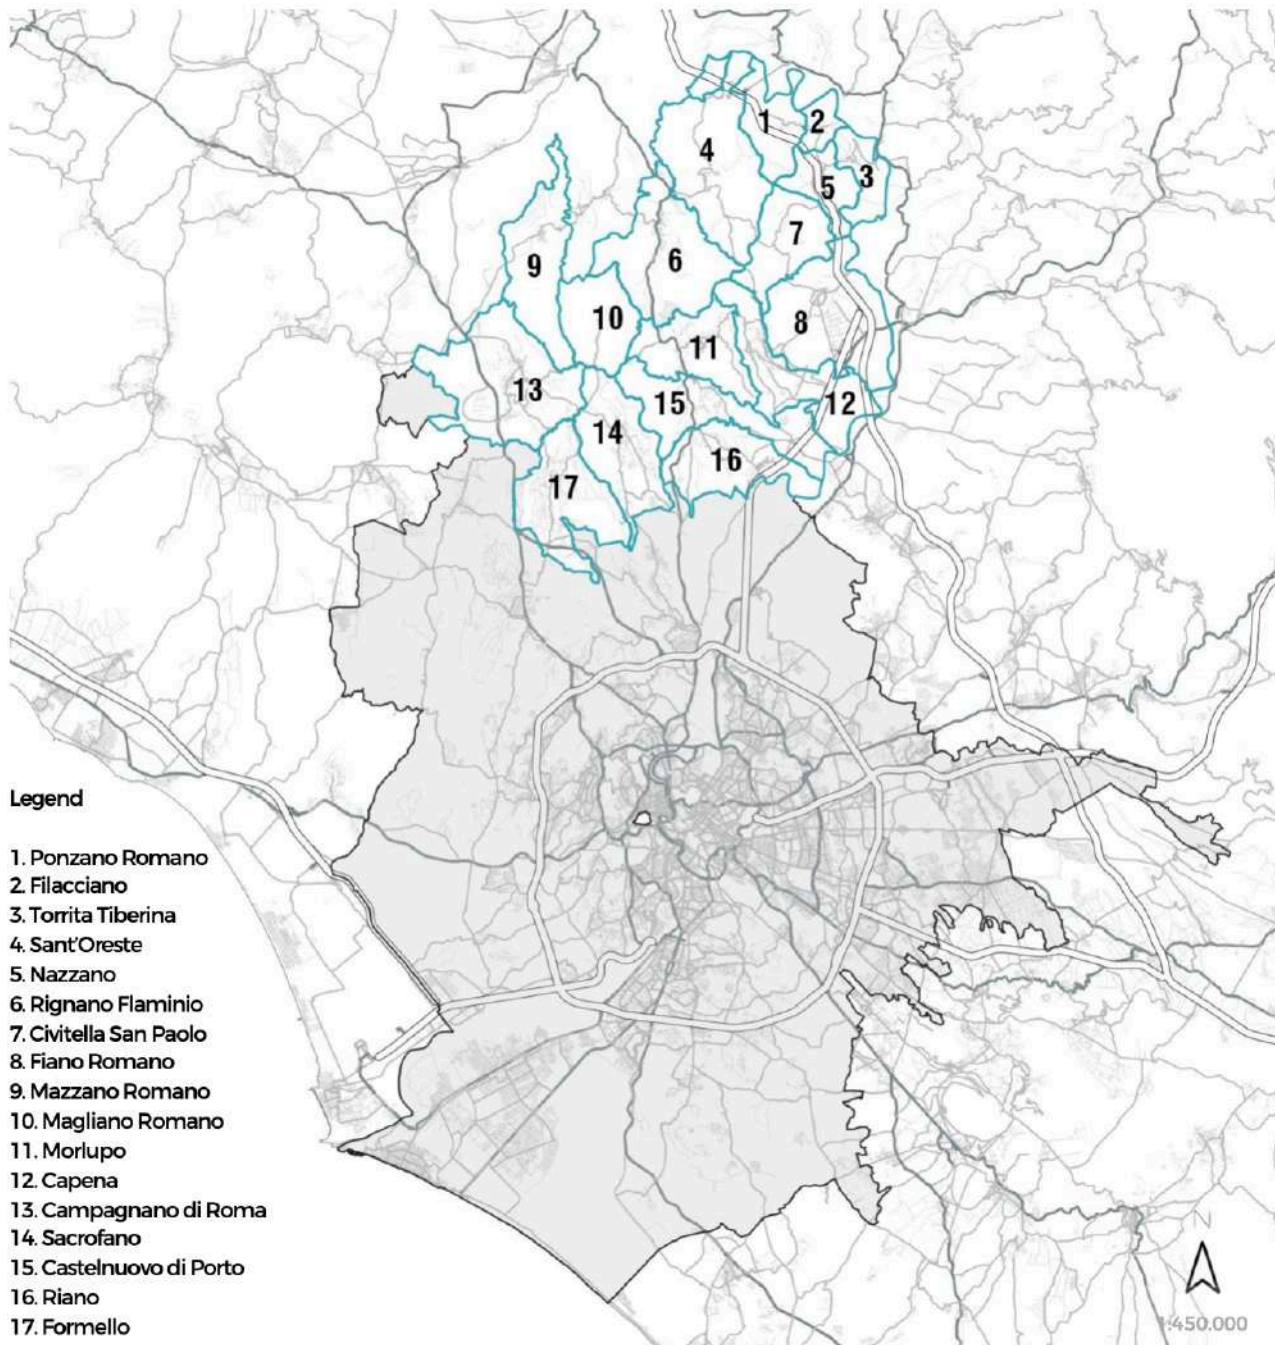 1
2
4
3
5
7
6
9
10
8
11
13
12
15
14
16
17
Legend
1. Ponzano Romano
2. Filacciano
3. Torrita Tiberina
4. Sant'Oreste
5. Nazzano
6. Rignano Flaminio
7. Civitella San Paolo
8. Fiano Romano
9. Mazzano Romano
10. Magliano Romano
11. Morlupo
12. Capena
13. Campagnano di Roma
14. Sacrofano
15. Castelnuovo di Porto
16. Riano
17. Formello
N
1:450.000